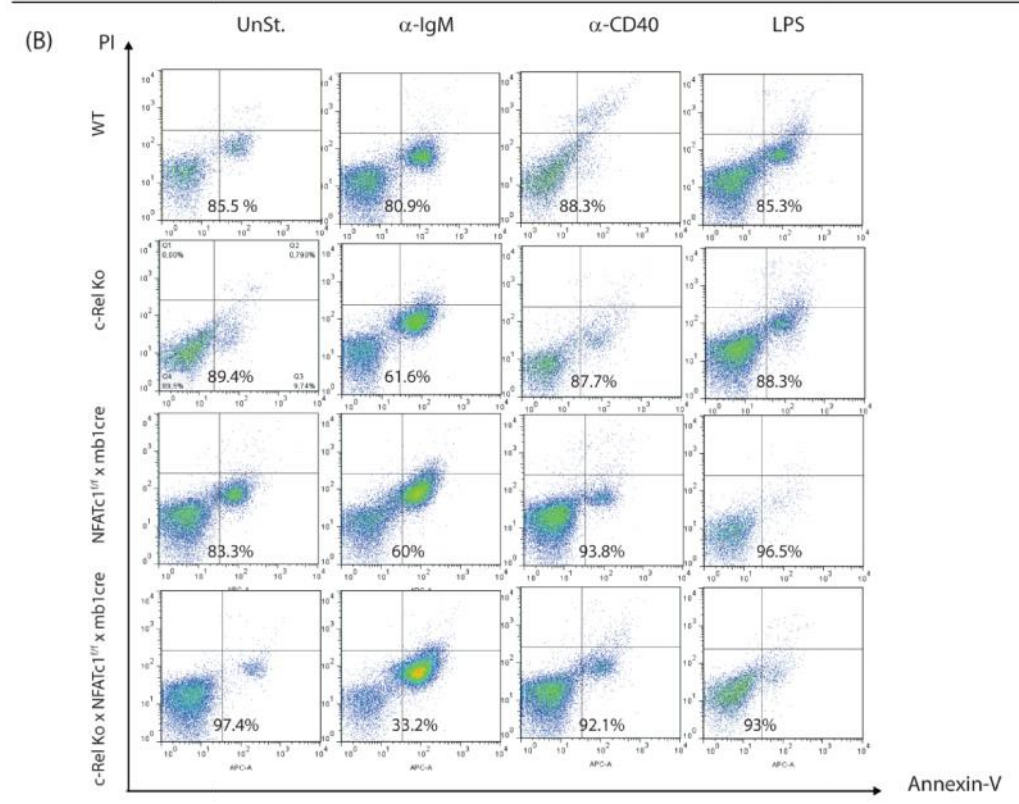 (B)
PI
UnSt.
α-IgM
α-CD40
LPS
WT
85.5 %
80.9%
88.3%
85.3%
c-Rel Ko
Q1
0,00%
Q2
0,790%
Q4
89,5%
Q3
9,74%
89.4%
61.6%
87.7%
88.3%
NFATc1f/f x mb1cre
83.3%
60%
93.8%
96.5%
c-Rel Ko x NFATc1f/f x mb1cre
97.4%
33.2%
92.1%
93%
APC-A
APC-A
APC-A
APC-A
Annexin-V